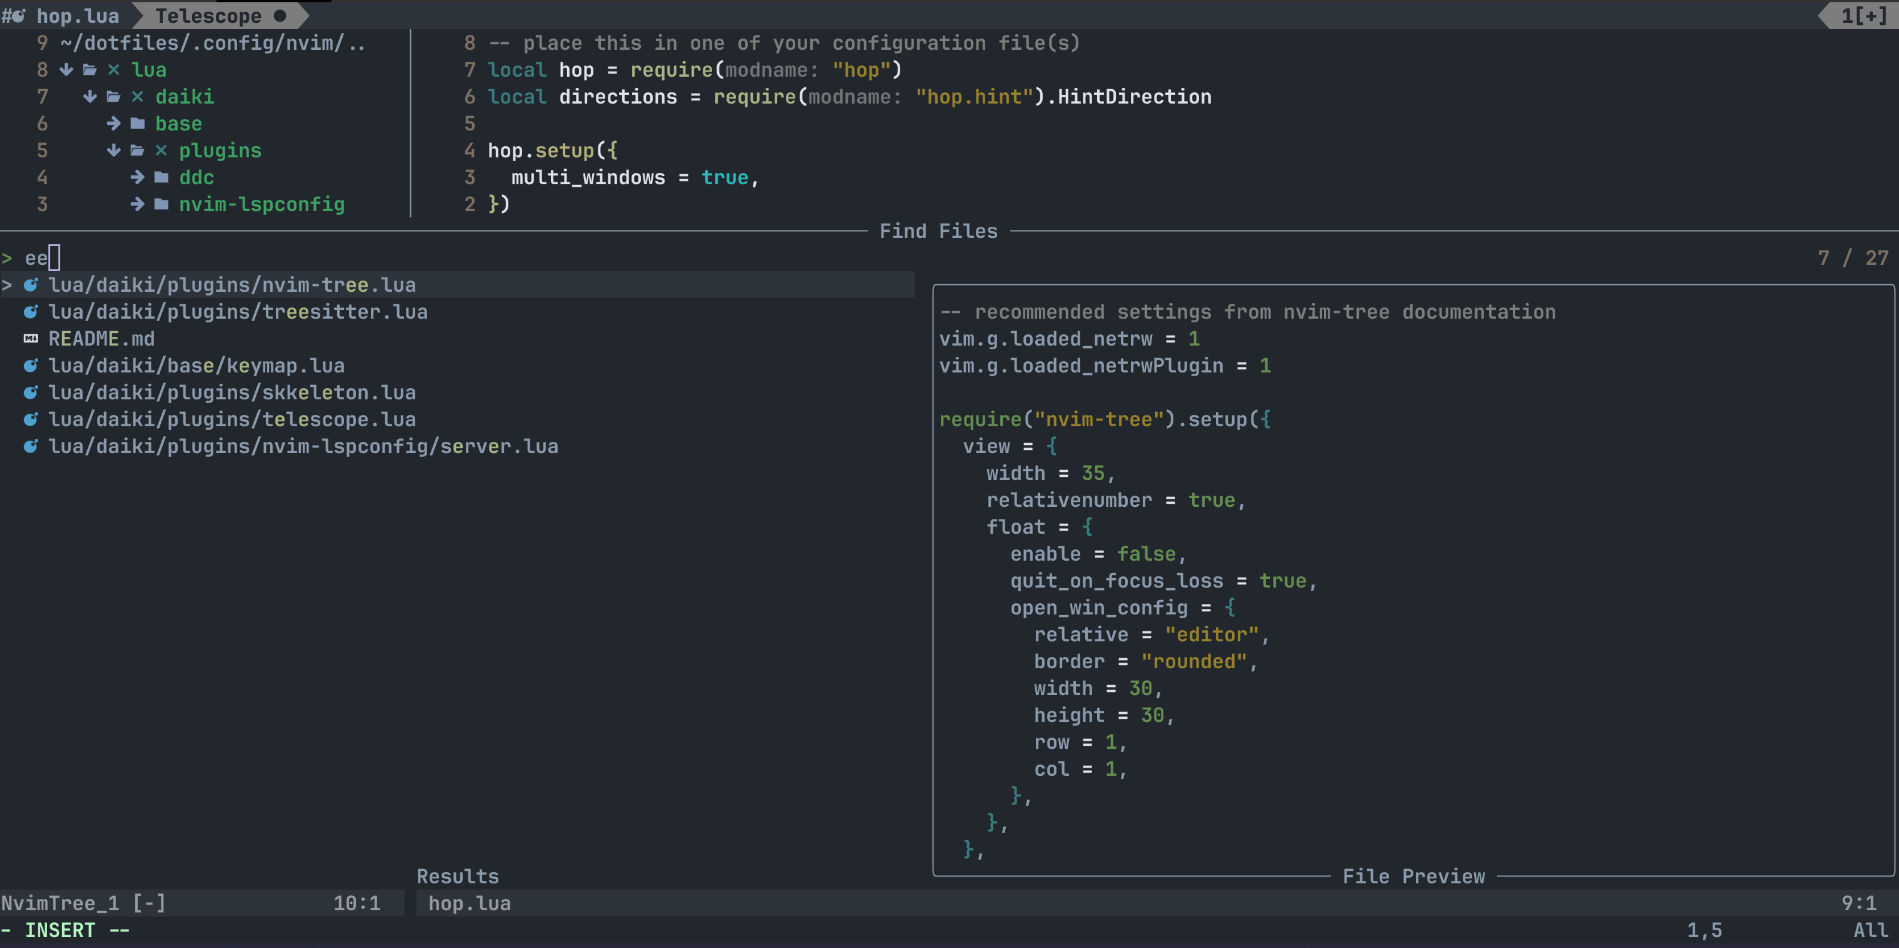 # hop.lua Telescope ● 1[+]
9 ~/dotfiles/.config/nvim/..
8 lua
7 daiki
6 base
5 plugins
4 ddc
3 nvim-lspconfig
8 -- place this in one of your configuration file(s)
7 local hop = require(modname: "hop")
6 local directions = require(modname: "hop.hint").HintDirection
5
4 hop.setup({
3 multi_windows = true,
2 })
Find Files
> ee 7 / 27
> lua/daiki/plugins/nvim-tree.lua
lua/daiki/plugins/treesitter.lua
README.md
lua/daiki/base/keymap.lua
lua/daiki/plugins/skkeleton.lua
lua/daiki/plugins/telescope.lua
lua/daiki/plugins/nvim-lspconfig/server.lua
-- recommended settings from nvim-tree documentation
vim.g.loaded_netrw = 1
vim.g.loaded_netrwPlugin = 1
require("nvim-tree").setup({
view = {
width = 35,
relativenumber = true,
float = {
enable = false,
quit_on_focus_loss = true,
open_win_config = {
relative = "editor",
border = "rounded",
width = 30,
height = 30,
row = 1,
col = 1,
},
},
},
Results
File Preview
NvimTree_1 [-] 10:1 hop.lua 9:1
- INSERT -- 1,5 All